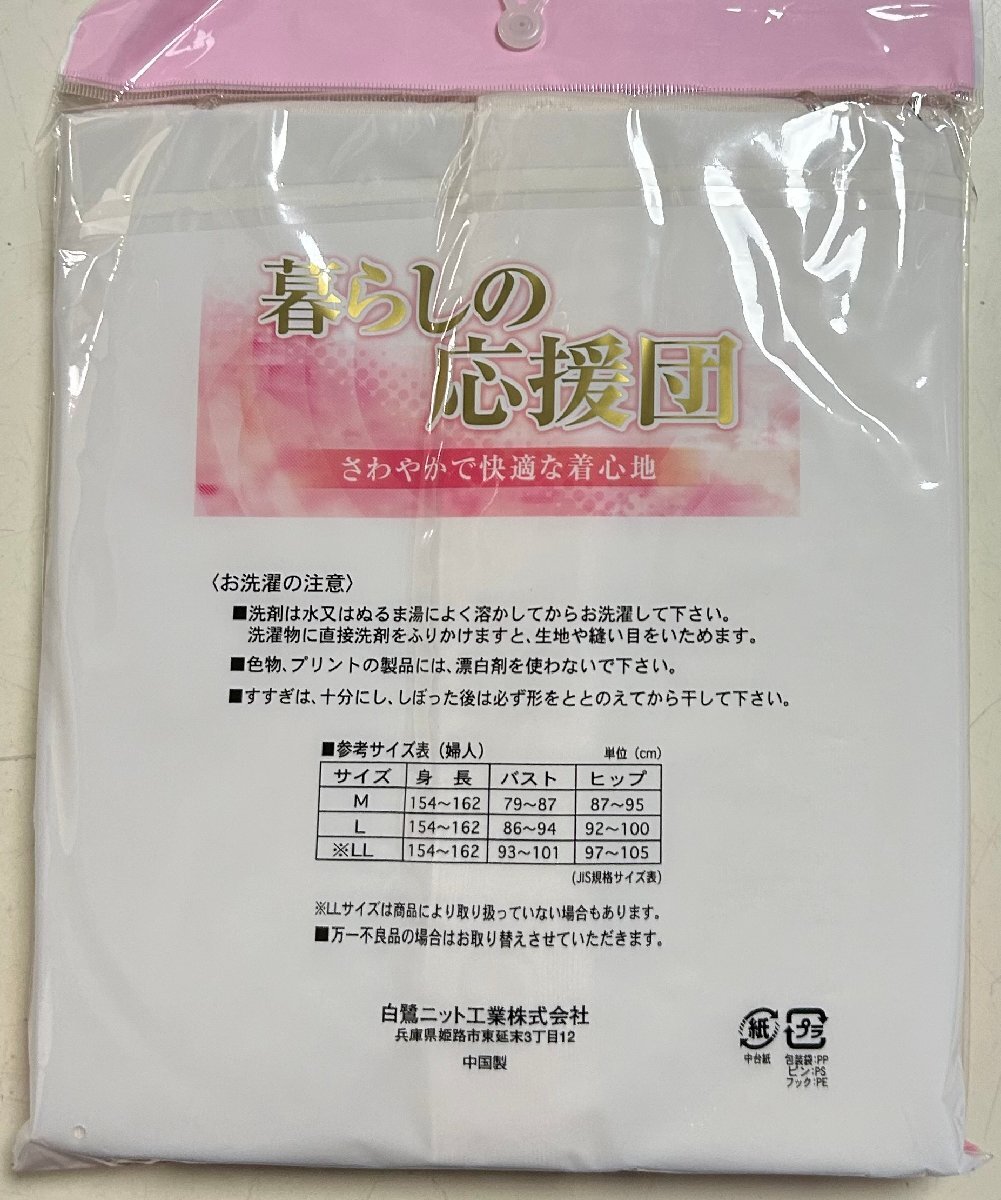 暮らしの
応援団
さわやかで快適な着心地
〈お洗濯の注意〉
■洗剤は水又はぬるま湯によく溶かしてからお洗濯して下さい。
洗濯物に直接洗剤をふりかけますと、生地や縫い目をいためます。
■色物、プリントの製品には、漂白剤を使わないで下さい。
■すすぎは、十分にし、しぼった後は必ず形をととのえてから干して下さい。
■参考サイズ表（婦人） 単位（cm）
サイズ 身 長 バスト ヒップ
M 154〜162 79〜87 87〜95
L 154〜162 86〜94 92〜100
※LL 154〜162 93〜101 97〜105
(JIS規格サイズ表)
※LLサイズは商品により取り扱っていない場合もあります。
■万一不良品の場合はお取り替えさせていただきます。
白鷺ニット工業株式会社
兵庫県姫路市東延末3丁目12
中国製
紙 プラ
中台紙 包装袋:PP
ピン:PS
フック:PE